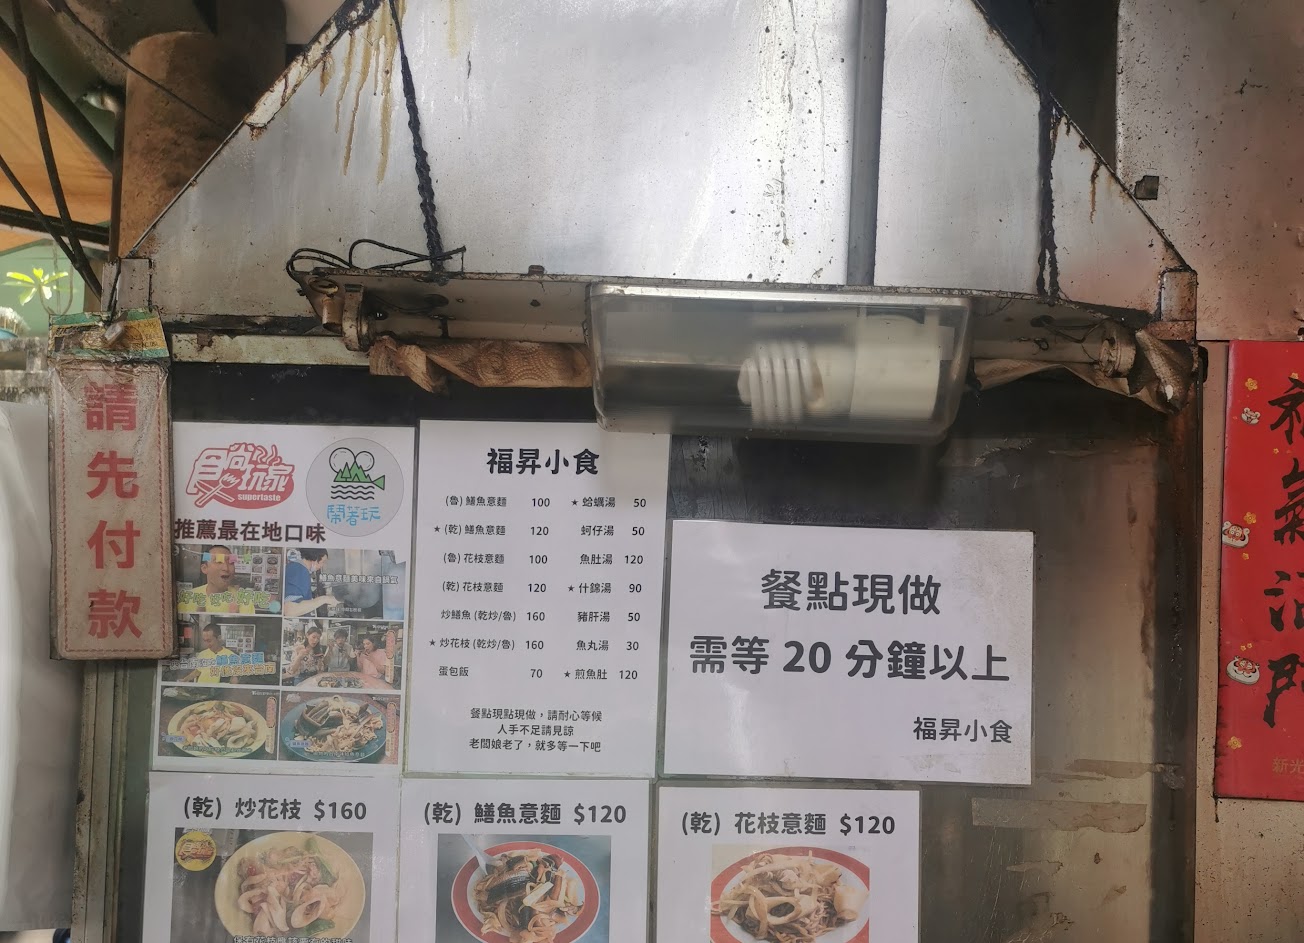 請先付款
食尚玩家
supertaste
鬧著玩
推薦最在地口味
福昇小食
(魯) 鱔魚意麵 100
★ (乾) 鱔魚意麵 120
(魯) 花枝意麵 100
(乾) 花枝意麵 120
炒鱔魚 (乾炒/魯) 160
★ 炒花枝 (乾炒/魯) 160
蛋包飯 70
★ 蛤蠣湯 50
蚵仔湯 50
魚肚湯 120
★ 什錦湯 90
豬肝湯 50
魚丸湯 30
★ 煎魚肚 120
餐點現點現做，請耐心等候
人手不足請見諒
老闆娘老了，就多等一下吧
餐點現做
需等 20 分鐘以上
福昇小食
(乾) 炒花枝 $160
(乾) 鱔魚意麵 $120
(乾) 花枝意麵 $120
新光